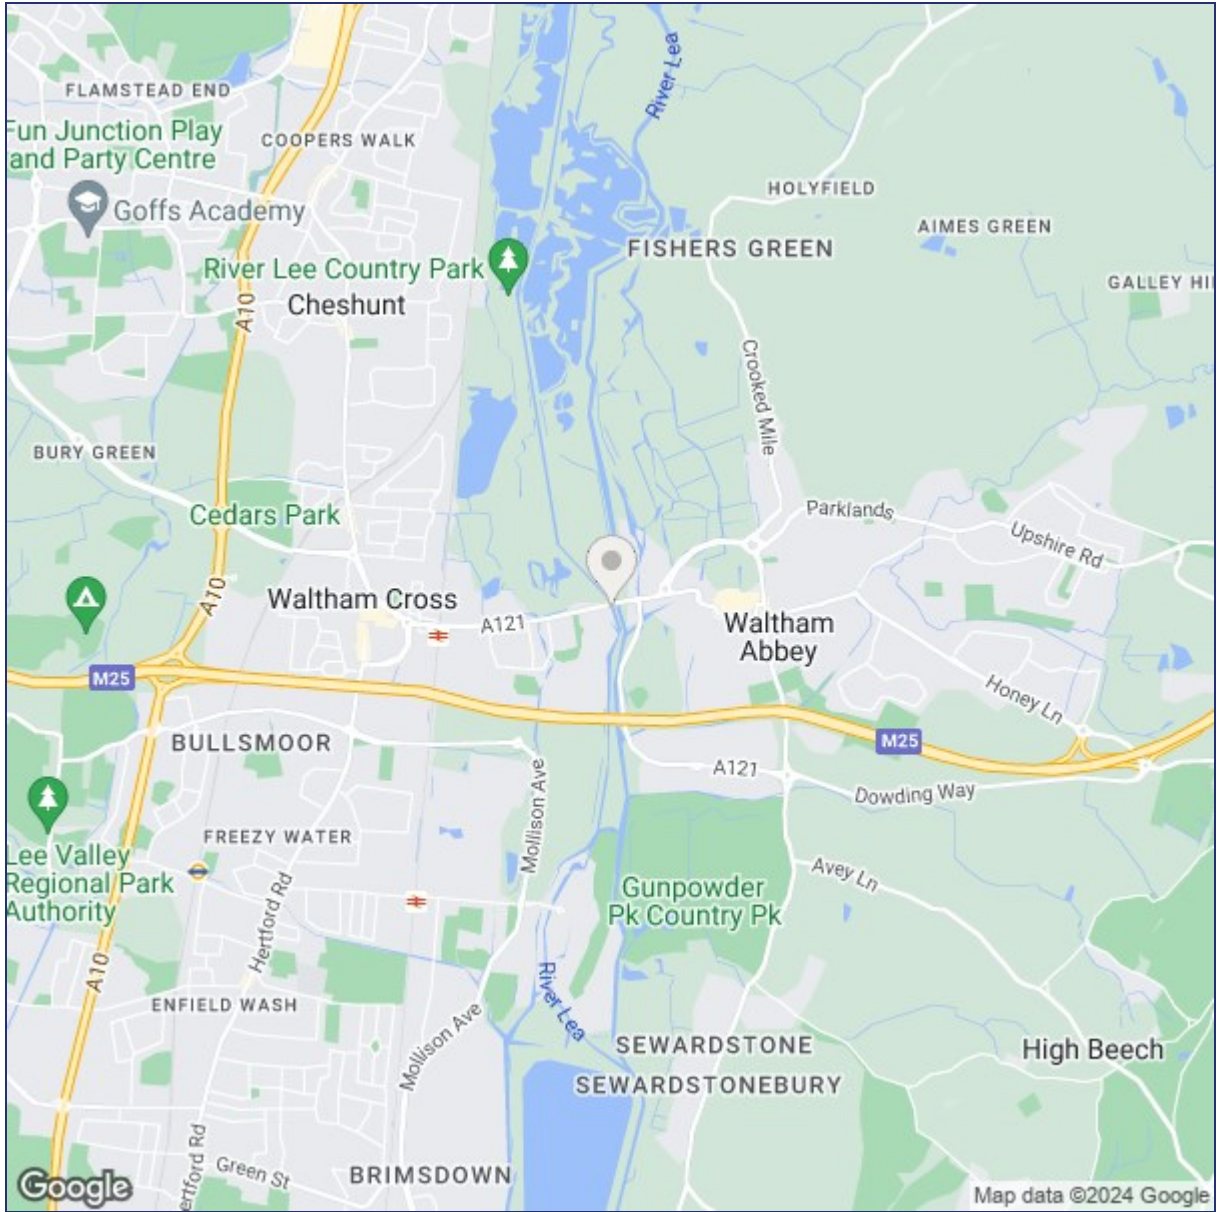 River Lea
FLAMSTEAD END
Fun Junction Play
and Party Centre
COOPERS WALK
Goffs Academy
HOLYFIELD
AIMES GREEN
FISHERS GREEN
River Lee Country Park
GALLEY HI
Cheshunt
A10
Crooked Mile
BURY GREEN
Cedars Park
Parklands
Upshire Rd
A10
Waltham Cross
A121
Waltham
Abbey
M25
Honey Ln
BULLSMOOR
M25
A121
Dowding Way
Mollison Ave
FREEZY WATER
Lee Valley
Regional Park
Authority
Avey Ln
Gunpowder
Pk Country Pk
Hertford Rd
A10
River Lea
ENFIELD WASH
Mollison Ave
SEWARDSTONE
High Beech
SEWARDSTONEBURY
ertford Rd
Green St
BRIMSDOWN
Google
Map data ©2024 Google